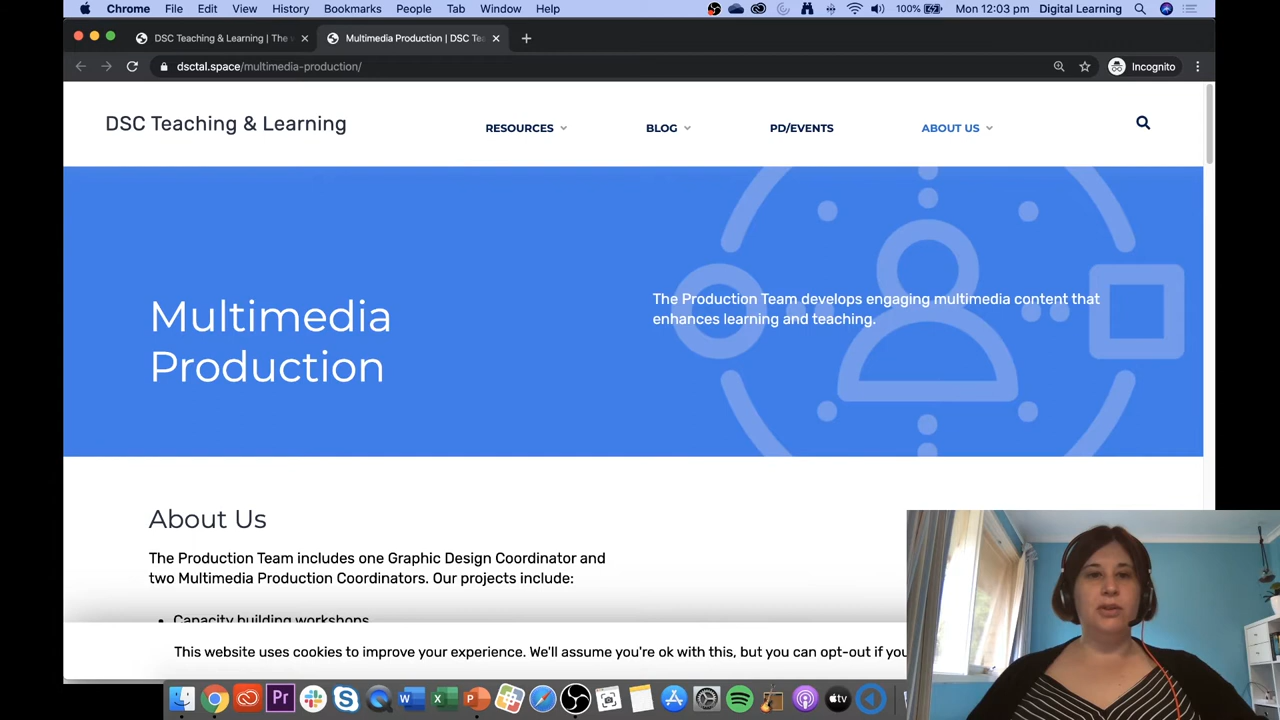 Chrome File Edit View History Bookmarks People Tab Window Help 100% Mon 12:03 pm Digital Learning
DSC Teaching & Learning | The
Multimedia Production | DSC Te
dsctal.space/multimedia-production/
Incognito
DSC Teaching & Learning
RESOURCES
BLOG
PD/EVENTS
ABOUT US
Multimedia
Production
The Production Team develops engaging multimedia content that
enhances learning and teaching.
About Us
The Production Team includes one Graphic Design Coordinator and
two Multimedia Production Coordinators. Our projects include:
• Capacity building workshops
This website uses cookies to improve your experience. We'll assume you're ok with this, but you can opt-out if you
Pr
tv